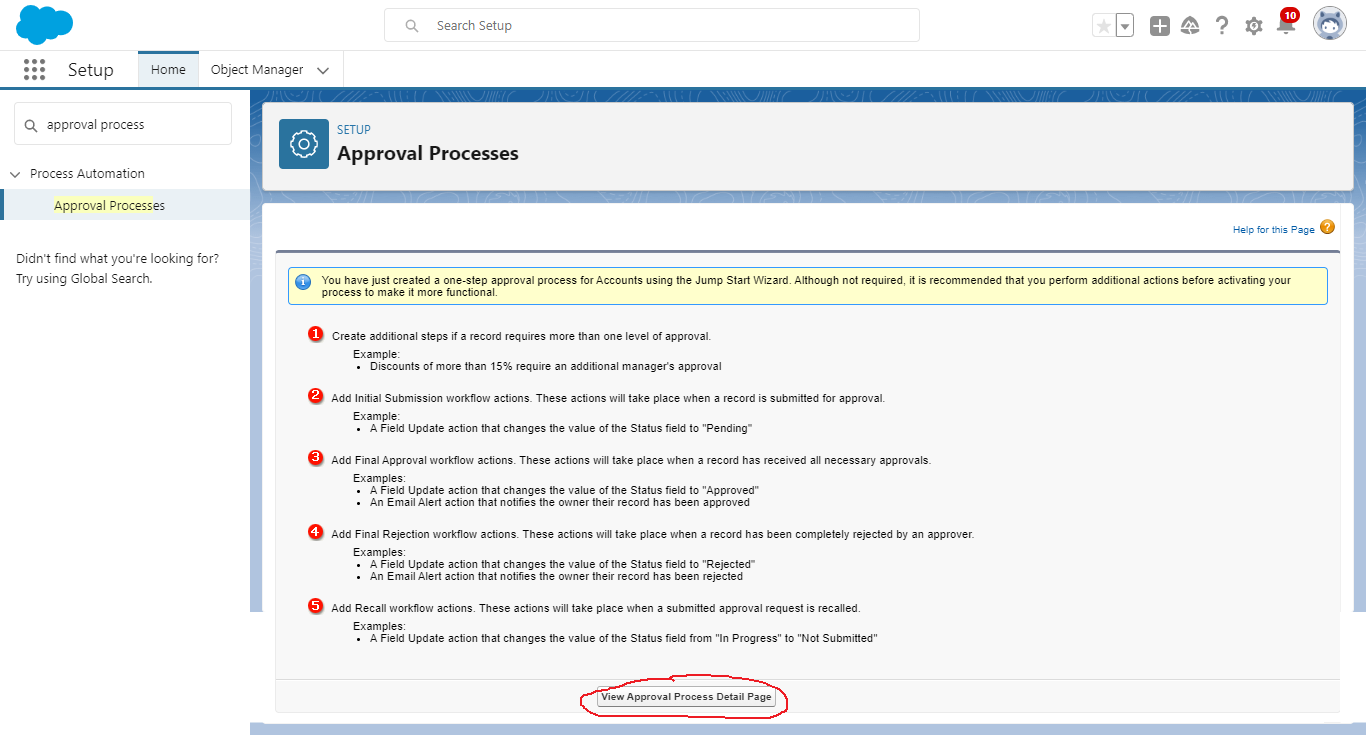 Search Setup
10
Setup
Home
Object Manager
approval process
Process Automation
Approval Processes
Didn't find what you're looking for?
Try using Global Search.
SETUP
Approval Processes
Help for this Page ?
You have just created a one-step approval process for Accounts using the Jump Start Wizard. Although not required, it is recommended that you perform additional actions before activating your
process to make it more functional.
1 Create additional steps if a record requires more than one level of approval.
Example:
• Discounts of more than 15% require an additional manager's approval
2 Add Initial Submission workflow actions. These actions will take place when a record is submitted for approval.
Example:
• A Field Update action that changes the value of the Status field to "Pending"
3 Add Final Approval workflow actions. These actions will take place when a record has received all necessary approvals.
Examples:
• A Field Update action that changes the value of the Status field to "Approved"
• An Email Alert action that notifies the owner their record has been approved
4 Add Final Rejection workflow actions. These actions will take place when a record has been completely rejected by an approver.
Examples:
• A Field Update action that changes the value of the Status field to "Rejected"
• An Email Alert action that notifies the owner their record has been rejected
5 Add Recall workflow actions. These actions will take place when a submitted approval request is recalled.
Examples:
• A Field Update action that changes the value of the Status field from "In Progress" to "Not Submitted"
View Approval Process Detail Page